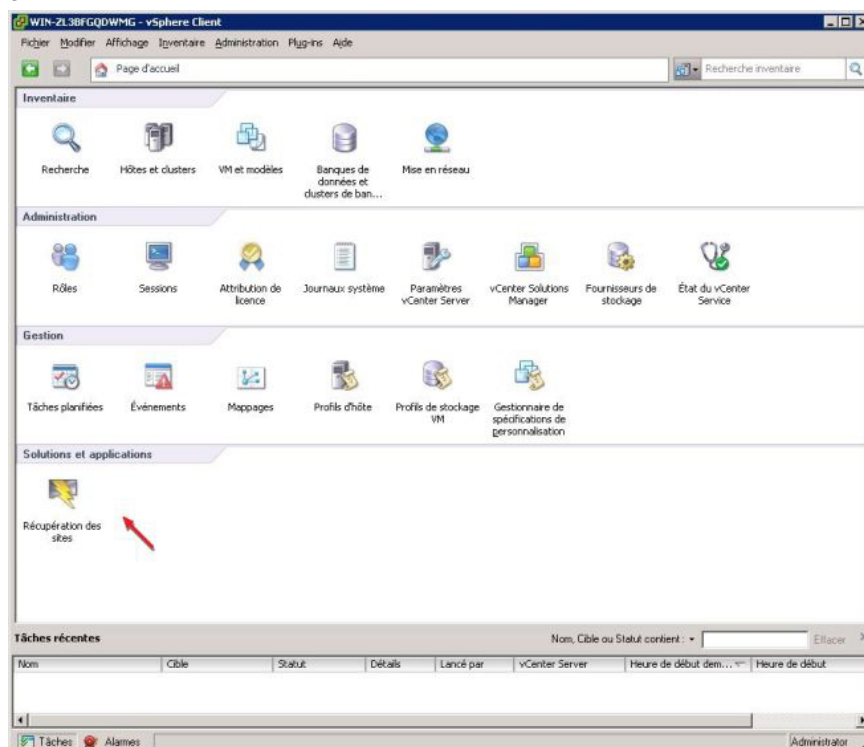 WIN-ZL3BFGQDWMG - vSphere Client
Fichier Modifier Affichage Inventaire Administration Plug-ins Aide
Page d'accueil
Recherche inventaire
Inventaire
Recherche
Hôtes et clusters
VM et modèles
Banques de
données et
clusters de ban...
Mise en réseau
Administration
Rôles
Sessions
Attribution de
licence
Journaux système
Paramètres
vCenter Server
vCenter Solutions
Manager
Fournisseurs de
stockage
État du vCenter
Service
Gestion
Tâches planifiées
Événements
Mappages
Profils d'hôte
Profils de stockage
VM
Gestionnaire de
spécifications de
personnalisation
Solutions et applications
Récupération des
sites
Tâches récentes
Nom, Cible ou Statut contient :
Effacer
Nom Cible Statut Détails Lancé par vCenter Server Heure de début dem... Heure de début
Tâches Alarmes
Administrator